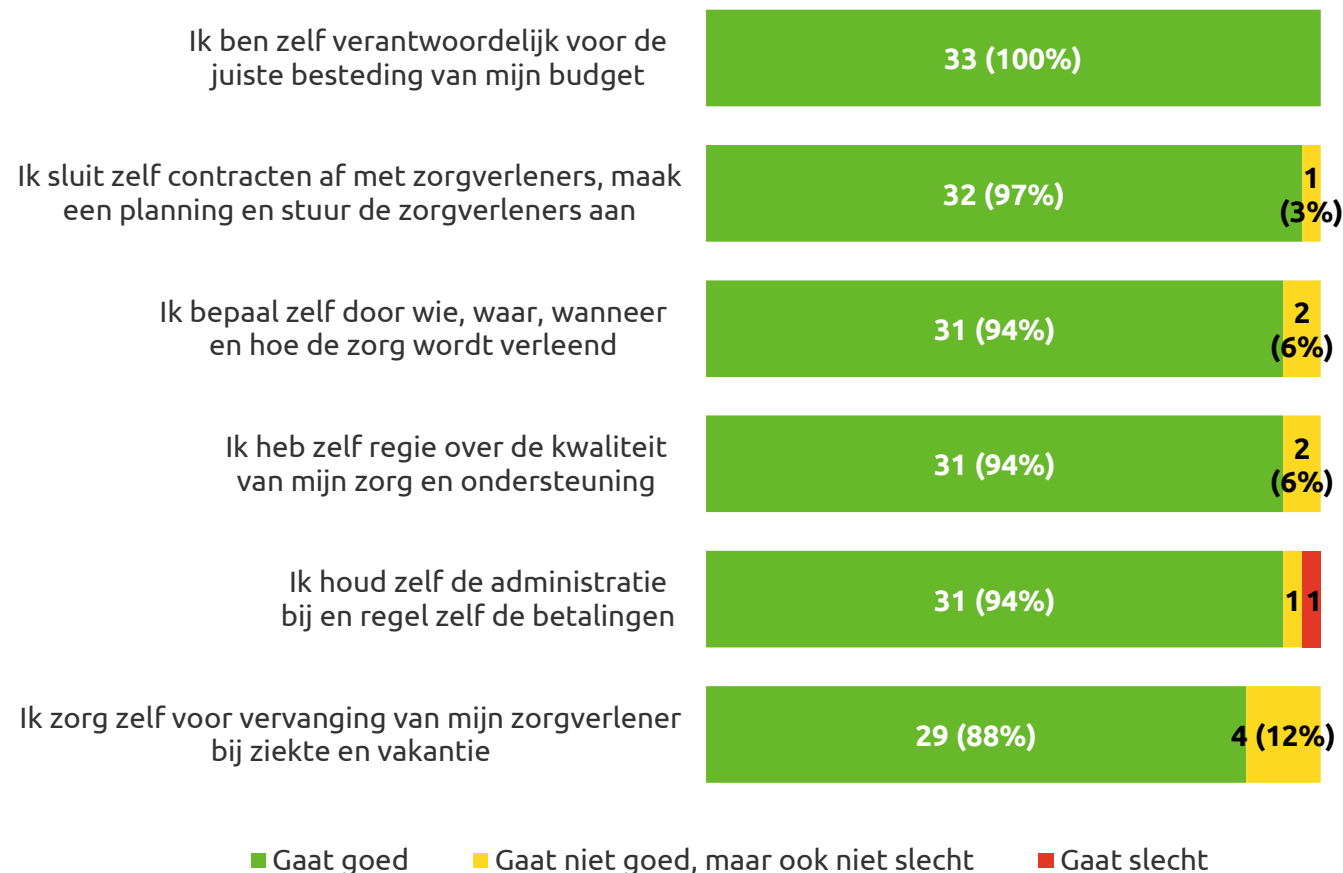 Ik ben zelf verantwoordelijk voor de
juiste besteding van mijn budget
33 (100%)
Ik sluit zelf contracten af met zorgverleners, maak
een planning en stuur de zorgverleners aan
32 (97%)
1
(3%)
Ik bepaal zelf door wie, waar, wanneer
en hoe de zorg wordt verleend
31 (94%)
2
(6%)
Ik heb zelf regie over de kwaliteit
van mijn zorg en ondersteuning
31 (94%)
2
(6%)
Ik houd zelf de administratie
bij en regel zelf de betalingen
31 (94%)
1 1
Ik zorg zelf voor vervanging van mijn zorgverlener
bij ziekte en vakantie
29 (88%)
4 (12%)
Gaat goed Gaat niet goed, maar ook niet slecht Gaat slecht